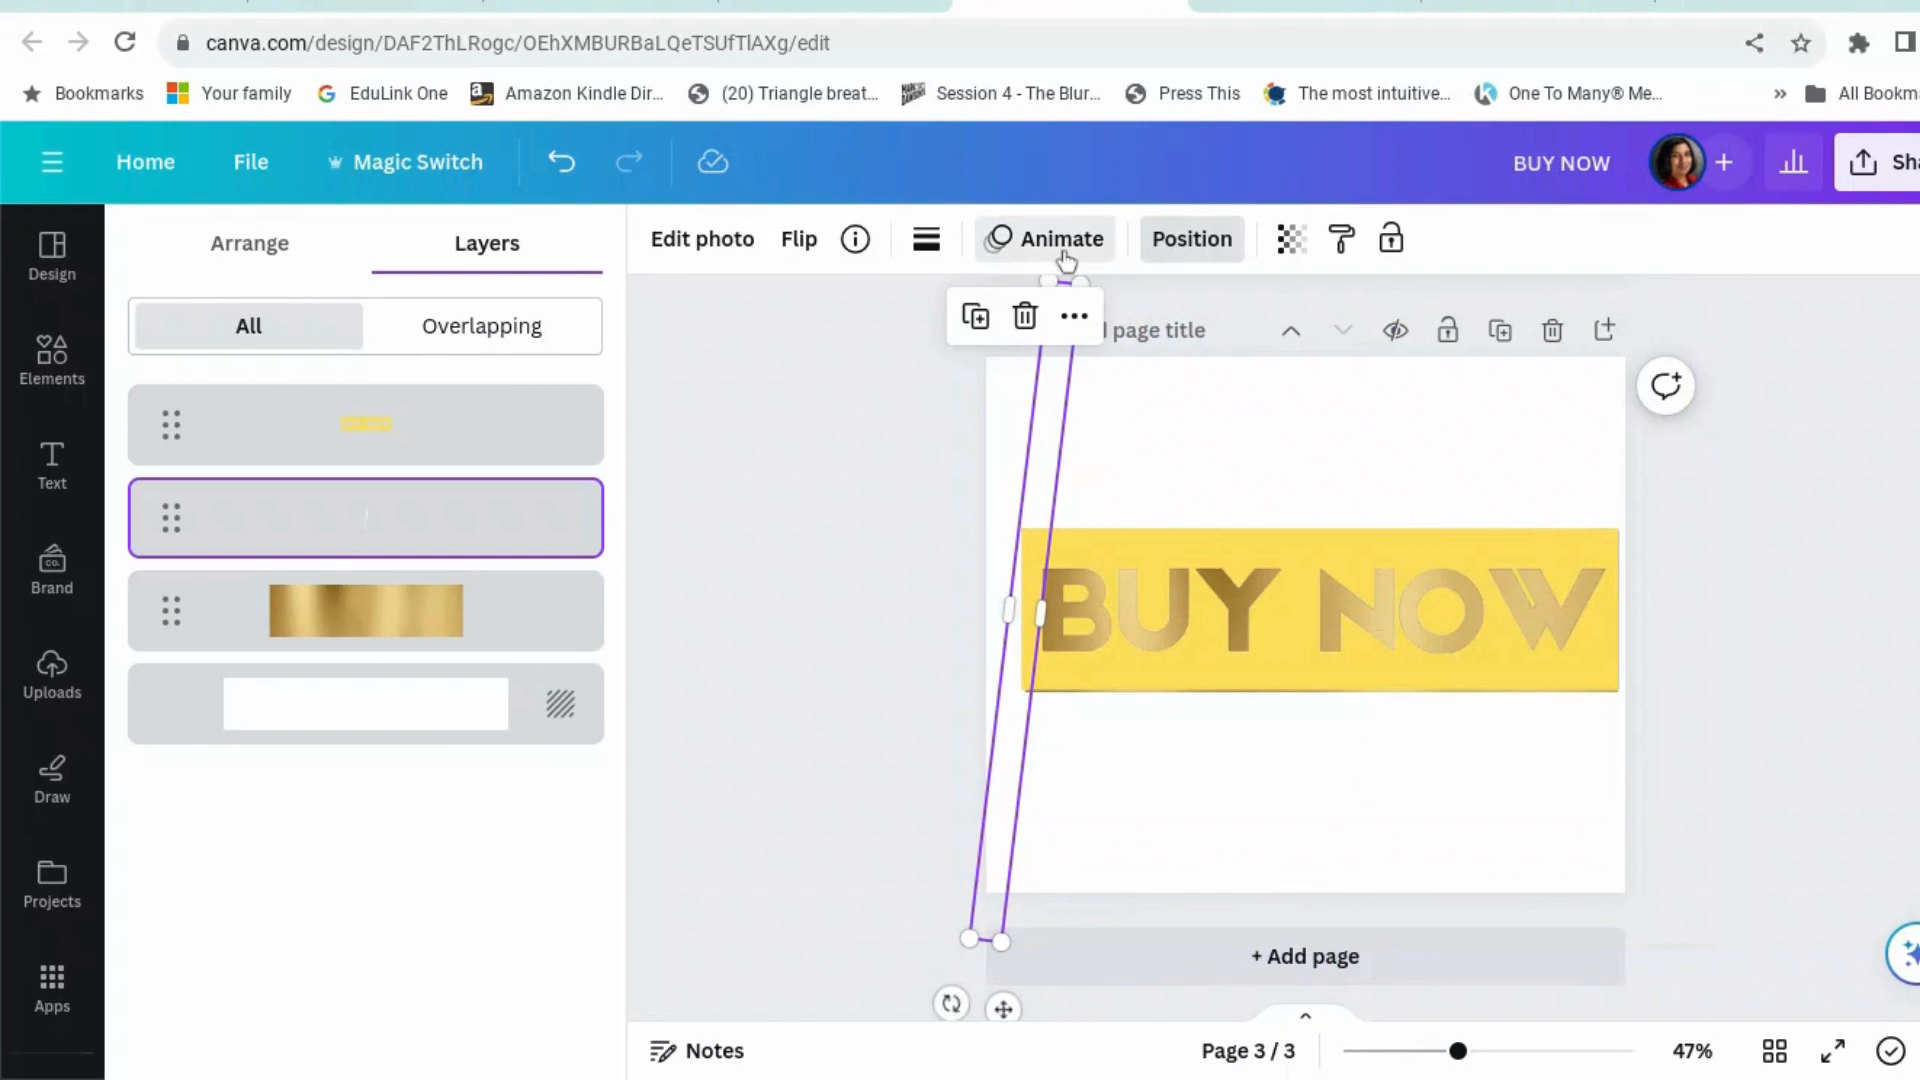 canva.com/design/DAF2ThLRogc/OEhXMBURBaLQeTSUfTlAXg/edit
Bookmarks Your family EduLink One Amazon Kindle Dir... (20) Triangle breat... Session 4 - The Blur... Press This The most intuitive... One To Many® Me... » All Bookm
Home File Magic Switch BUY NOW Sha
Arrange Layers Edit photo Flip Animate Position
All Overlapping
page title
Design
Elements
Text
Brand
Uploads
Draw
Projects
Apps
BUY NOW
+ Add page
Notes Page 3 / 3 47%